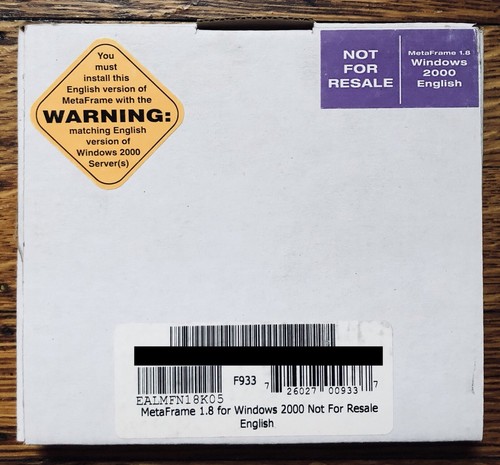 You
must
install this
English version of
MetaFrame with the
WARNING:
matching English
version of
Windows 2000
Server(s)
NOT
FOR
RESALE
MetaFrame 1.8
Windows
2000
English
F933
7 26027 00933 7
EALMFN18K05
MetaFrame 1.8 for Windows 2000 Not For Resale
English